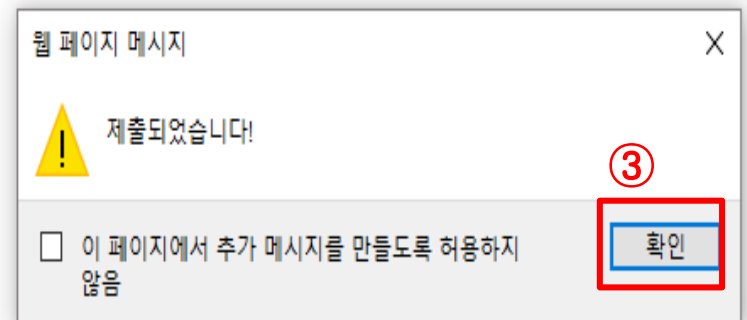 웹 페이지 메시지
제출되었습니다!
③
이 페이지에서 추가 메시지를 만들도록 허용하지
않음
확인